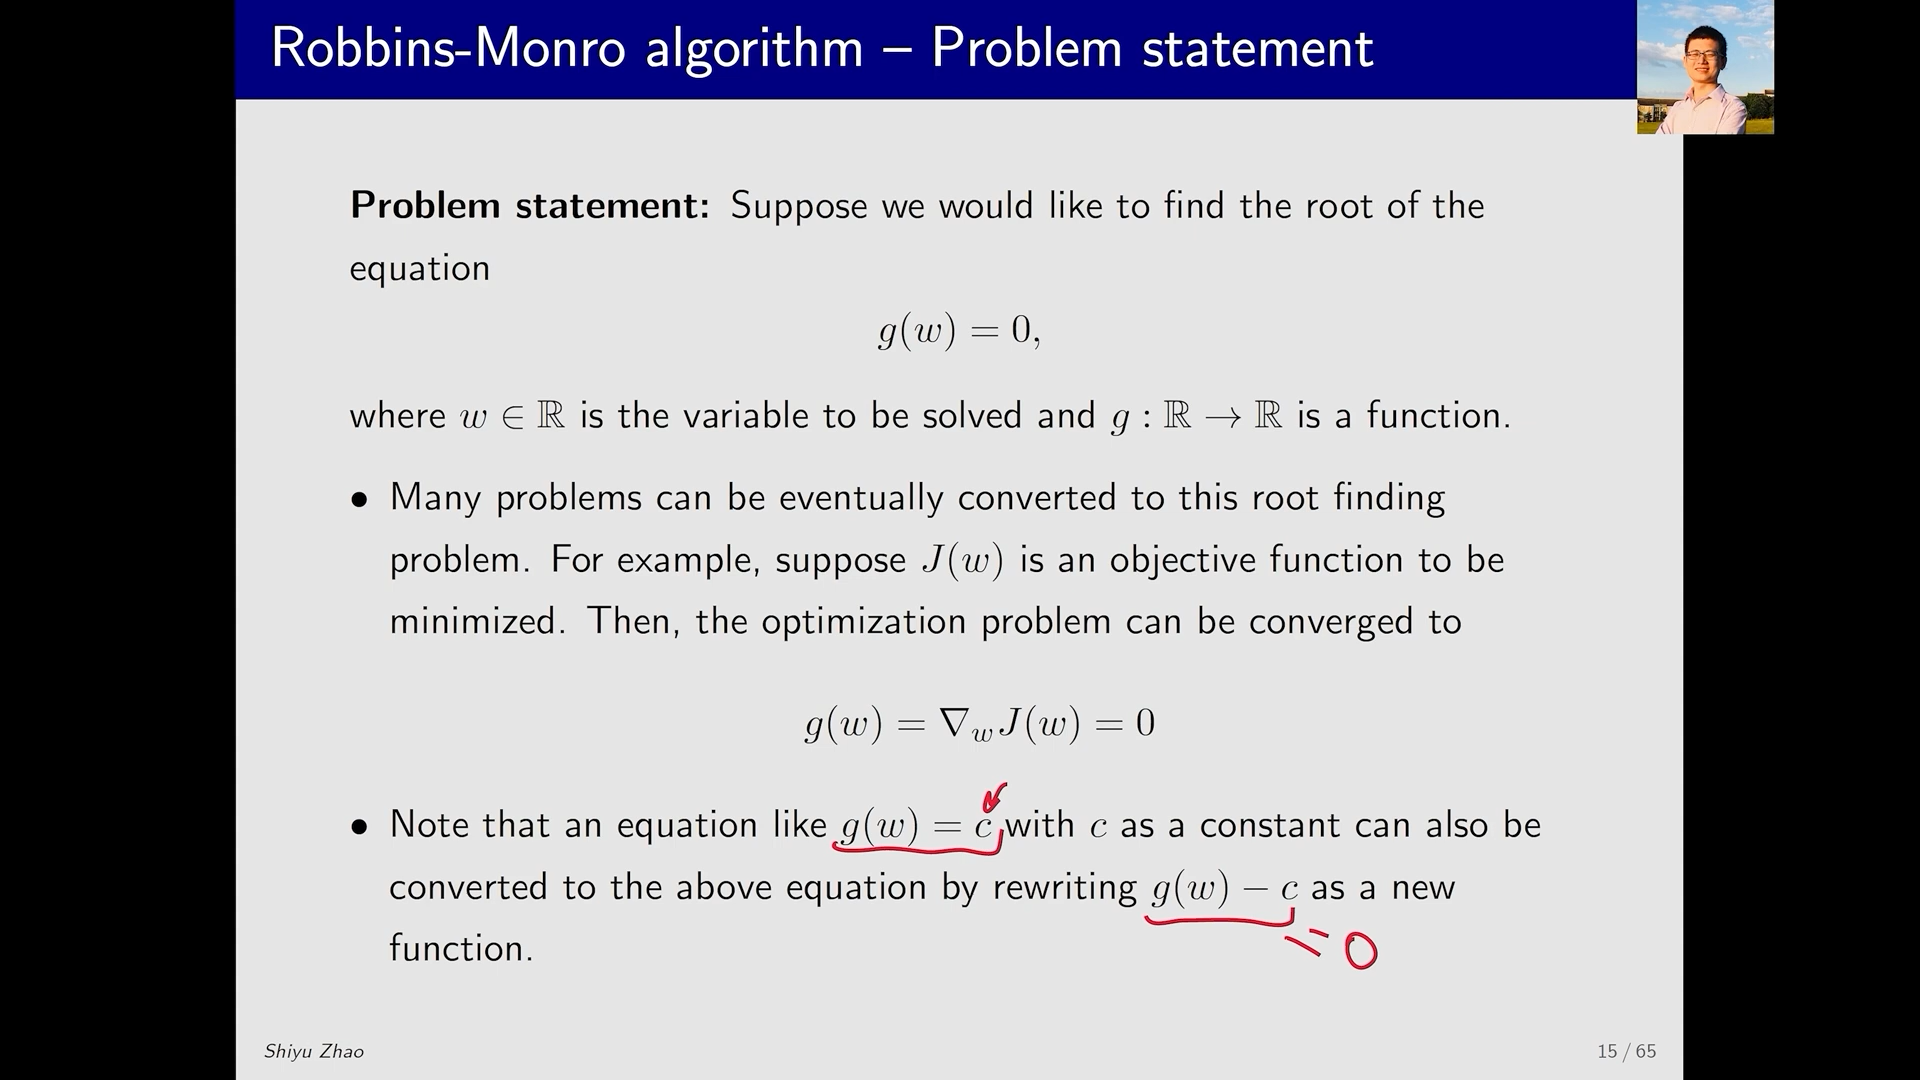 Robbins-Monro algorithm – Problem statement
Problem statement: Suppose we would like to find the root of the
equation
g(w) = 0,
where w ∈ ℝ is the variable to be solved and g : ℝ → ℝ is a function.
• Many problems can be eventually converted to this root finding
problem. For example, suppose J(w) is an objective function to be
minimized. Then, the optimization problem can be converged to
g(w) = ∇_w J(w) = 0
• Note that an equation like g(w) = c with c as a constant can also be
converted to the above equation by rewriting g(w) − c as a new
= 0
function.
Shiyu Zhao
15 / 65